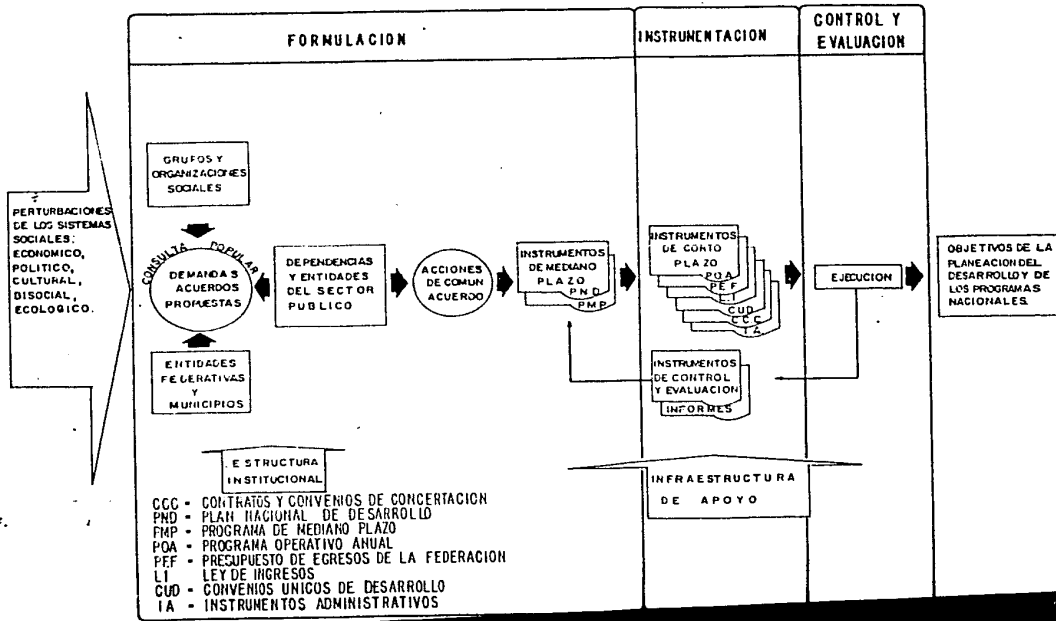 FORMULACION
INSTRUMENTACION
CONTROL Y
EVALUACION
PERTURBACIONES
DE LOS SISTEMAS
SOCIALES:
ECONOMICO,
POLITICO,
CULTURAL,
DISOCIAL,
ECOLOGICO.
GRUPOS Y
ORGANIZACIONES
SOCIALES
CONSULTA POPULAR
DEMANDAS
ACUERDOS
PROPUESTAS
ENTIDADES
FEDERATIVAS
Y
MUNICIPIOS
DEPENDENCIAS
Y ENTIDADES
DEL SECTOR
PUBLICO
ACCIONES
DE COMUN
ACUERDO
INSTRUMENTOS
DE MEDIANO
PLAZO
PND
PMP
INSTRUMENTOS
DE CORTO
PLAZO
POA
PEF
LI
CUD
CCC
IA
INSTRUMENTOS
DE CONTROL
Y EVALUACION
INFORMES
EJECUCION
OBJETIVOS DE LA
PLANEACION DEL
DESARROLLO Y DE
LOS PROGRAMAS
NACIONALES.
ESTRUCTURA
INSTITUCIONAL
INFRAESTRUCTURA
DE APOYO
CCC - CONTRATOS Y CONVENIOS DE CONCERTACION
PND - PLAN NACIONAL DE DESARROLLO
PMP - PROGRAMA DE MEDIANO PLAZO
POA - PROGRAMA OPERATIVO ANUAL
PEF - PRESUPUESTO DE EGRESOS DE LA FEDERACION
LI LEY DE INGRESOS
CUD - CONVENIOS UNICOS DE DESARROLLO
IA - INSTRUMENTOS ADMINISTRATIVOS